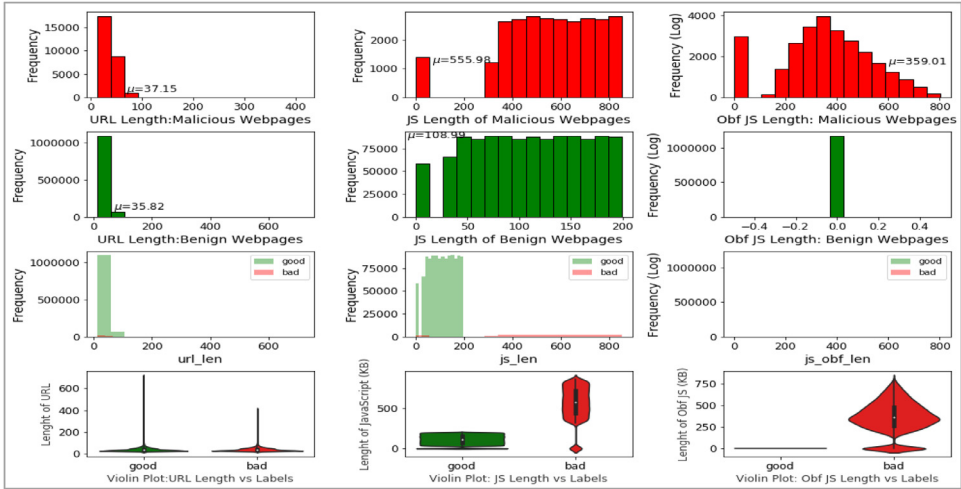 Frequency
15000
10000
5000
0
μ=37.15
0 100 200 300 400
URL Length:Malicious Webpages
Frequency
2000
1000
0
μ=555.98
0 200 400 600 800
JS Length of Malicious Webpages
Frequency (Log)
4000
2000
0
μ=359.01
0 200 400 600 800
Obf JS Length: Malicious Webpages
Frequency
1000000
500000
0
μ=35.82
0 200 400 600
URL Length:Benign Webpages
Frequency
75000
50000
25000
0
μ=108.99
0 50 100 150 200
JS Length of Benign Webpages
Frequency (Log)
1000000
500000
0
−0.4 −0.2 0.0 0.2 0.4
Obf JS Length: Benign Webpages
Frequency
1000000
500000
0
good
bad
0 200 400 600
url_len
Frequency
75000
50000
25000
0
good
bad
0 200 400 600 800
js_len
Frequency (Log)
1000000
500000
0
good
bad
0 200 400 600 800
js_obf_len
Lenght of URL
600
400
200
0
good bad
Violin Plot:URL Length vs Labels
Lenght of JavaScript (KB)
500
0
good bad
Violin Plot: JS Length vs Labels
Lenght of Obf JS (KB)
750
500
250
0
good bad
Violin Plot: Obf JS Length vs Labels